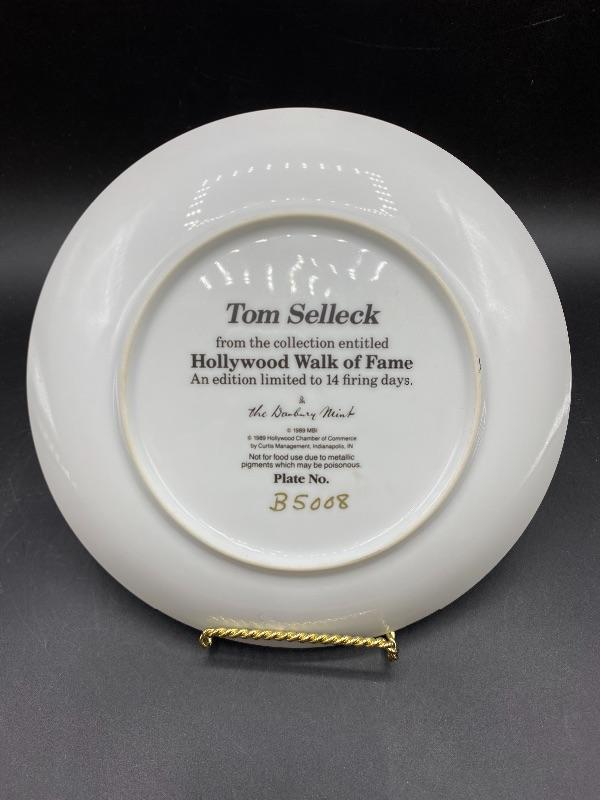 Tom Selleck
from the collection entitled
Hollywood Walk of Fame
An edition limited to 14 firing days.
&
the Danbury Mint
© 1989 MBI
© 1989 Hollywood Chamber of Commerce
by Curtis Management, Indianapolis, IN
Not for food use due to metallic
pigments which may be poisonous.
Plate No.
B5008